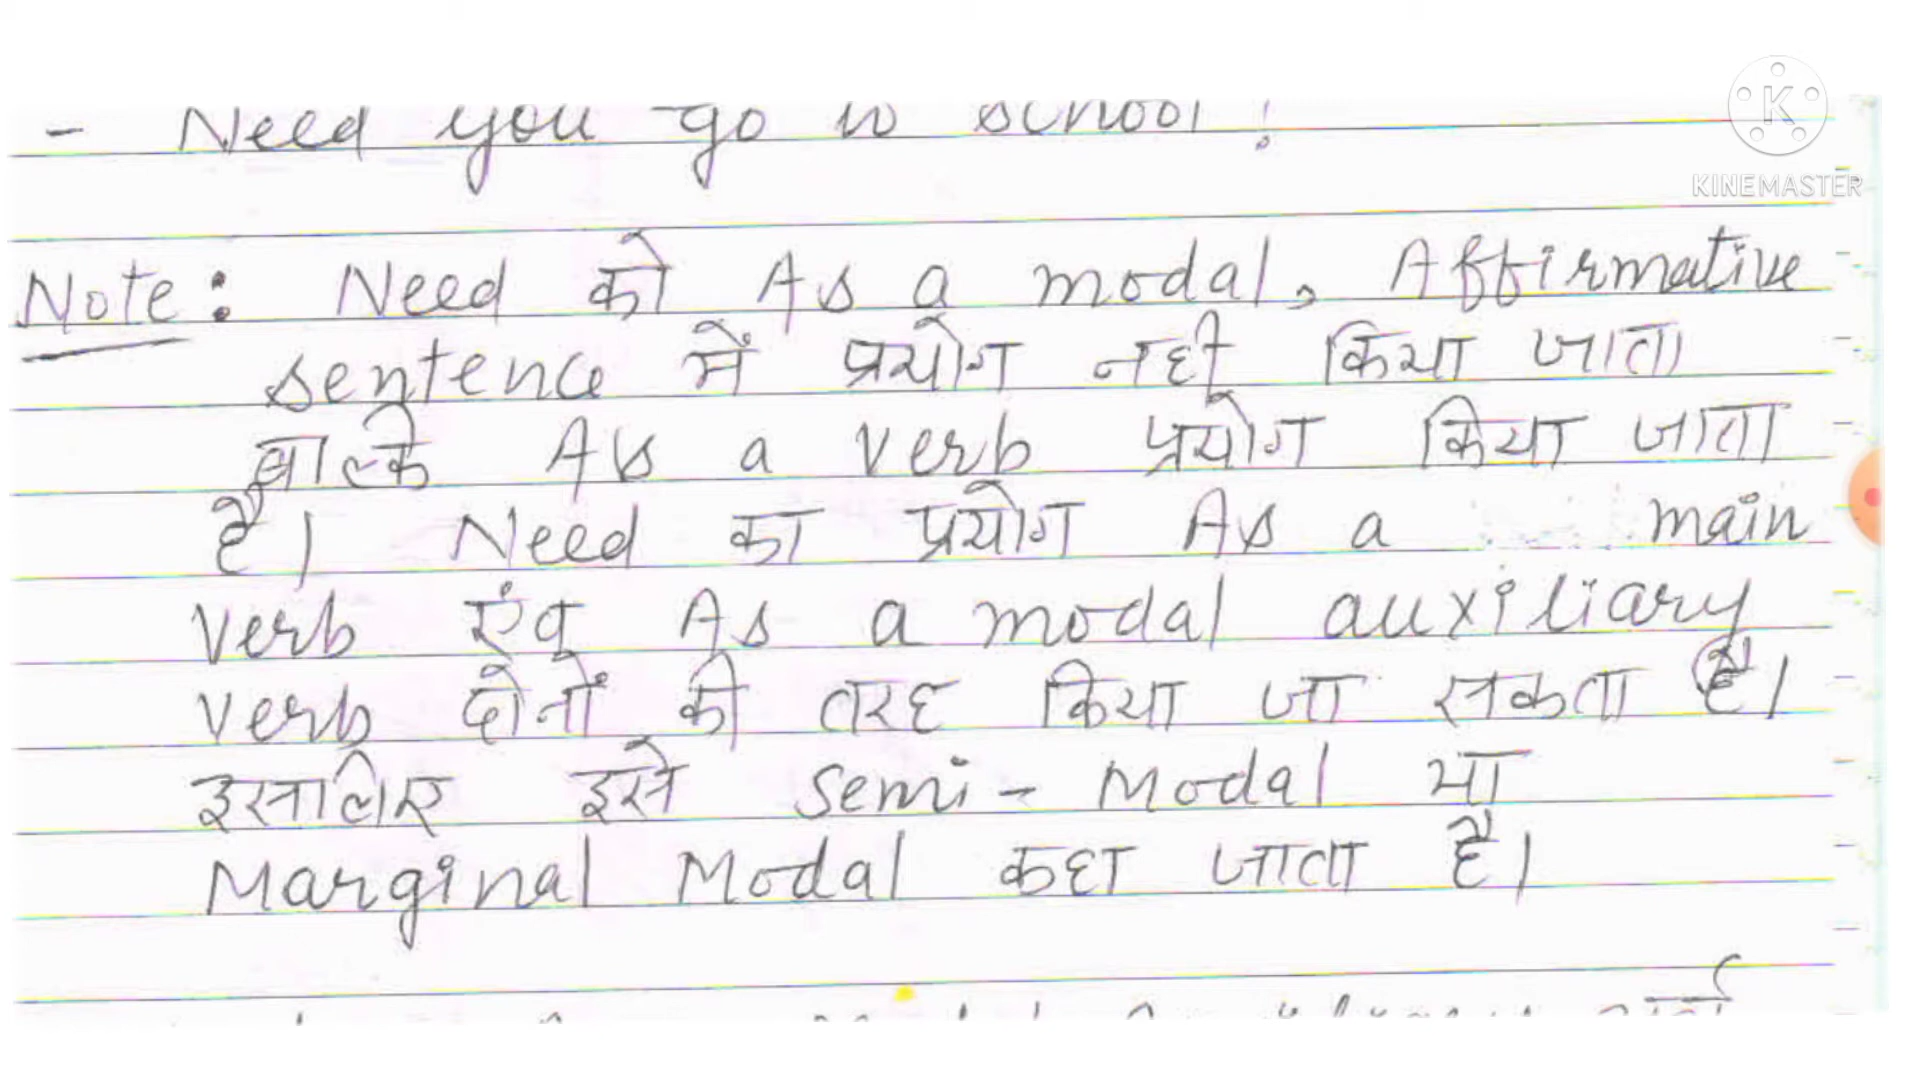 - Need you go to school?
KINEMASTER
Note: Need को As a modal, Affirmative
sentence में प्रयोग नही किया जाता
बल्कि As a verb प्रयोग किया जाता
है। Need का प्रयोग As a main
verb एंव As a modal auxiliary
verb दोनों की तरह किया जा सकता है।
इसलिए इसे Semi-Modal या
Marginal Modal कहा जाता है।